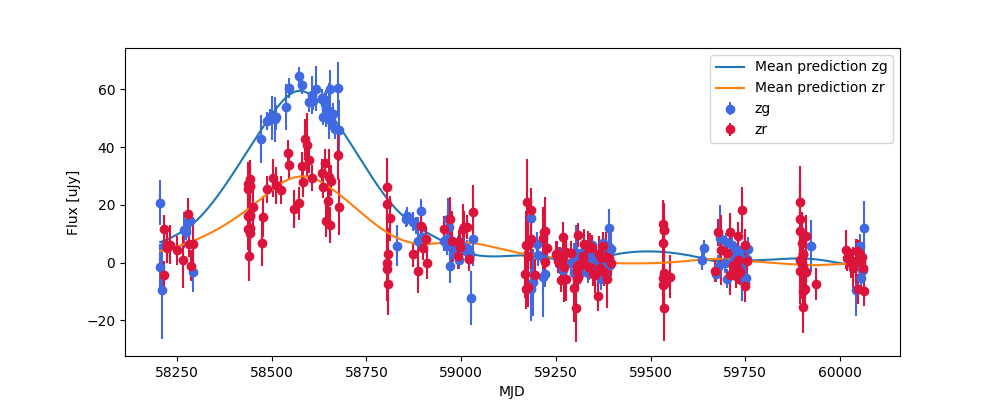 Flux [uJy]
60
40
20
0
−20
58250
58500
58750
59000
59250
59500
59750
60000
MJD
Mean prediction zg
Mean prediction zr
zg
zr